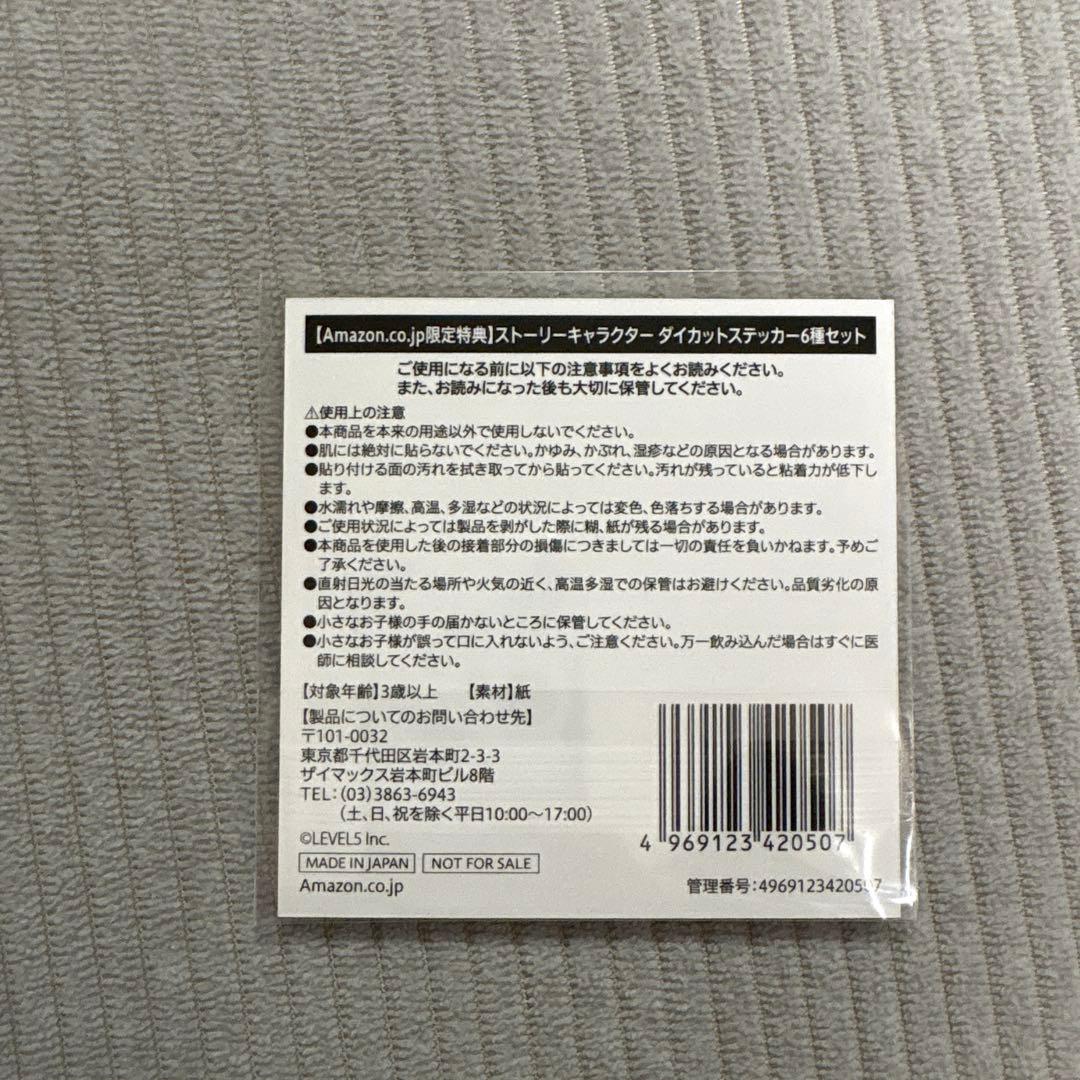 【Amazon.co.jp限定特典】ストーリーキャラクター ダイカットステッカー6種セット
ご使用になる前に以下の注意事項をよくお読みください。
また、お読みになった後も大切に保管してください。
⚠使用上の注意
●本商品を本来の用途以外で使用しないでください。
●肌には絶対に貼らないでください。かゆみ、かぶれ、湿疹などの原因となる場合があります。
●貼り付ける面の汚れを拭き取ってから貼ってください。汚れが残っていると粘着力が低下し
ます。
●水濡れや摩擦、高温、多湿などの状況によっては変色、色落ちする場合があります。
●ご使用状況によっては製品を剥がした際に糊、紙が残る場合があります。
●本商品を使用した後の接着部分の損傷につきましては一切の責任を負いかねます。予めご
了承ください。
●直射日光の当たる場所や火気の近く、高温多湿での保管はお避けください。品質劣化の原
因となります。
●小さなお子様の手の届かないところに保管してください。
●小さなお子様が誤って口に入れないよう、ご注意ください。万一飲み込んだ場合はすぐに医
師に相談してください。
【対象年齢】3歳以上 【素材】紙
【製品についてのお問い合わせ先】
〒101-0032
東京都千代田区岩本町2-3-3
ザイマックス岩本町ビル8階
TEL：(03)3863-6943
（土、日、祝を除く平日10:00～17:00）
©LEVEL5 Inc.
MADE IN JAPAN NOT FOR SALE
Amazon.co.jp
4 969123 420507
管理番号：4969123420507